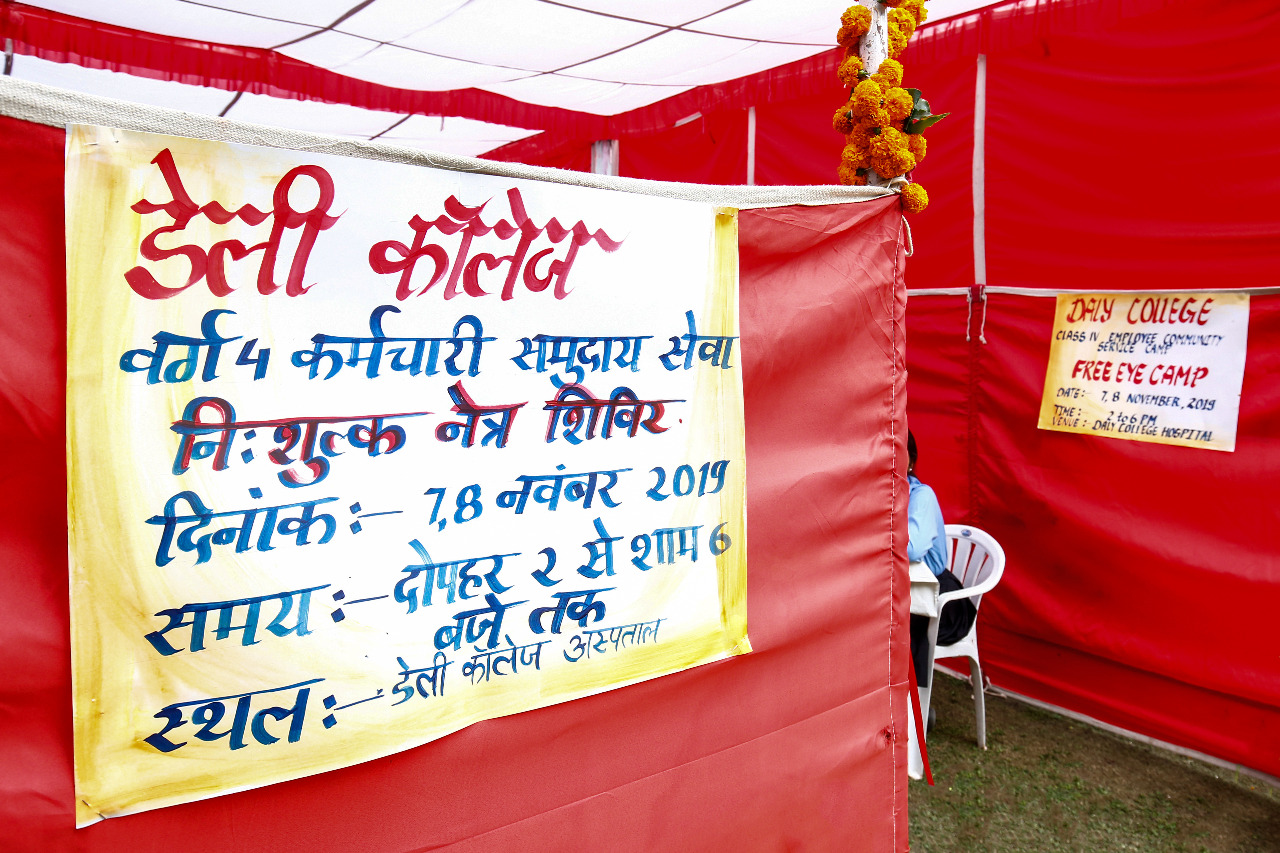 डेली कॉलेज
वर्ग 4 कर्मचारी समुदाय सेवा
निःशुल्क नेत्र शिविर
दिनांक :- 7,8 नवंबर 2019
समय :- दोपहर 2 से शाम 6
बजे तक
स्थल :- डेली कॉलेज अस्पताल
DALY COLLEGE
CLASS IV EMPLOYEE COMMUNITY
SERVICE CAMP
FREE EYE CAMP
DATE :- 7, 8 NOVEMBER, 2019
TIME :- 2 to 6 PM
VENUE :- DALY COLLEGE HOSPITAL